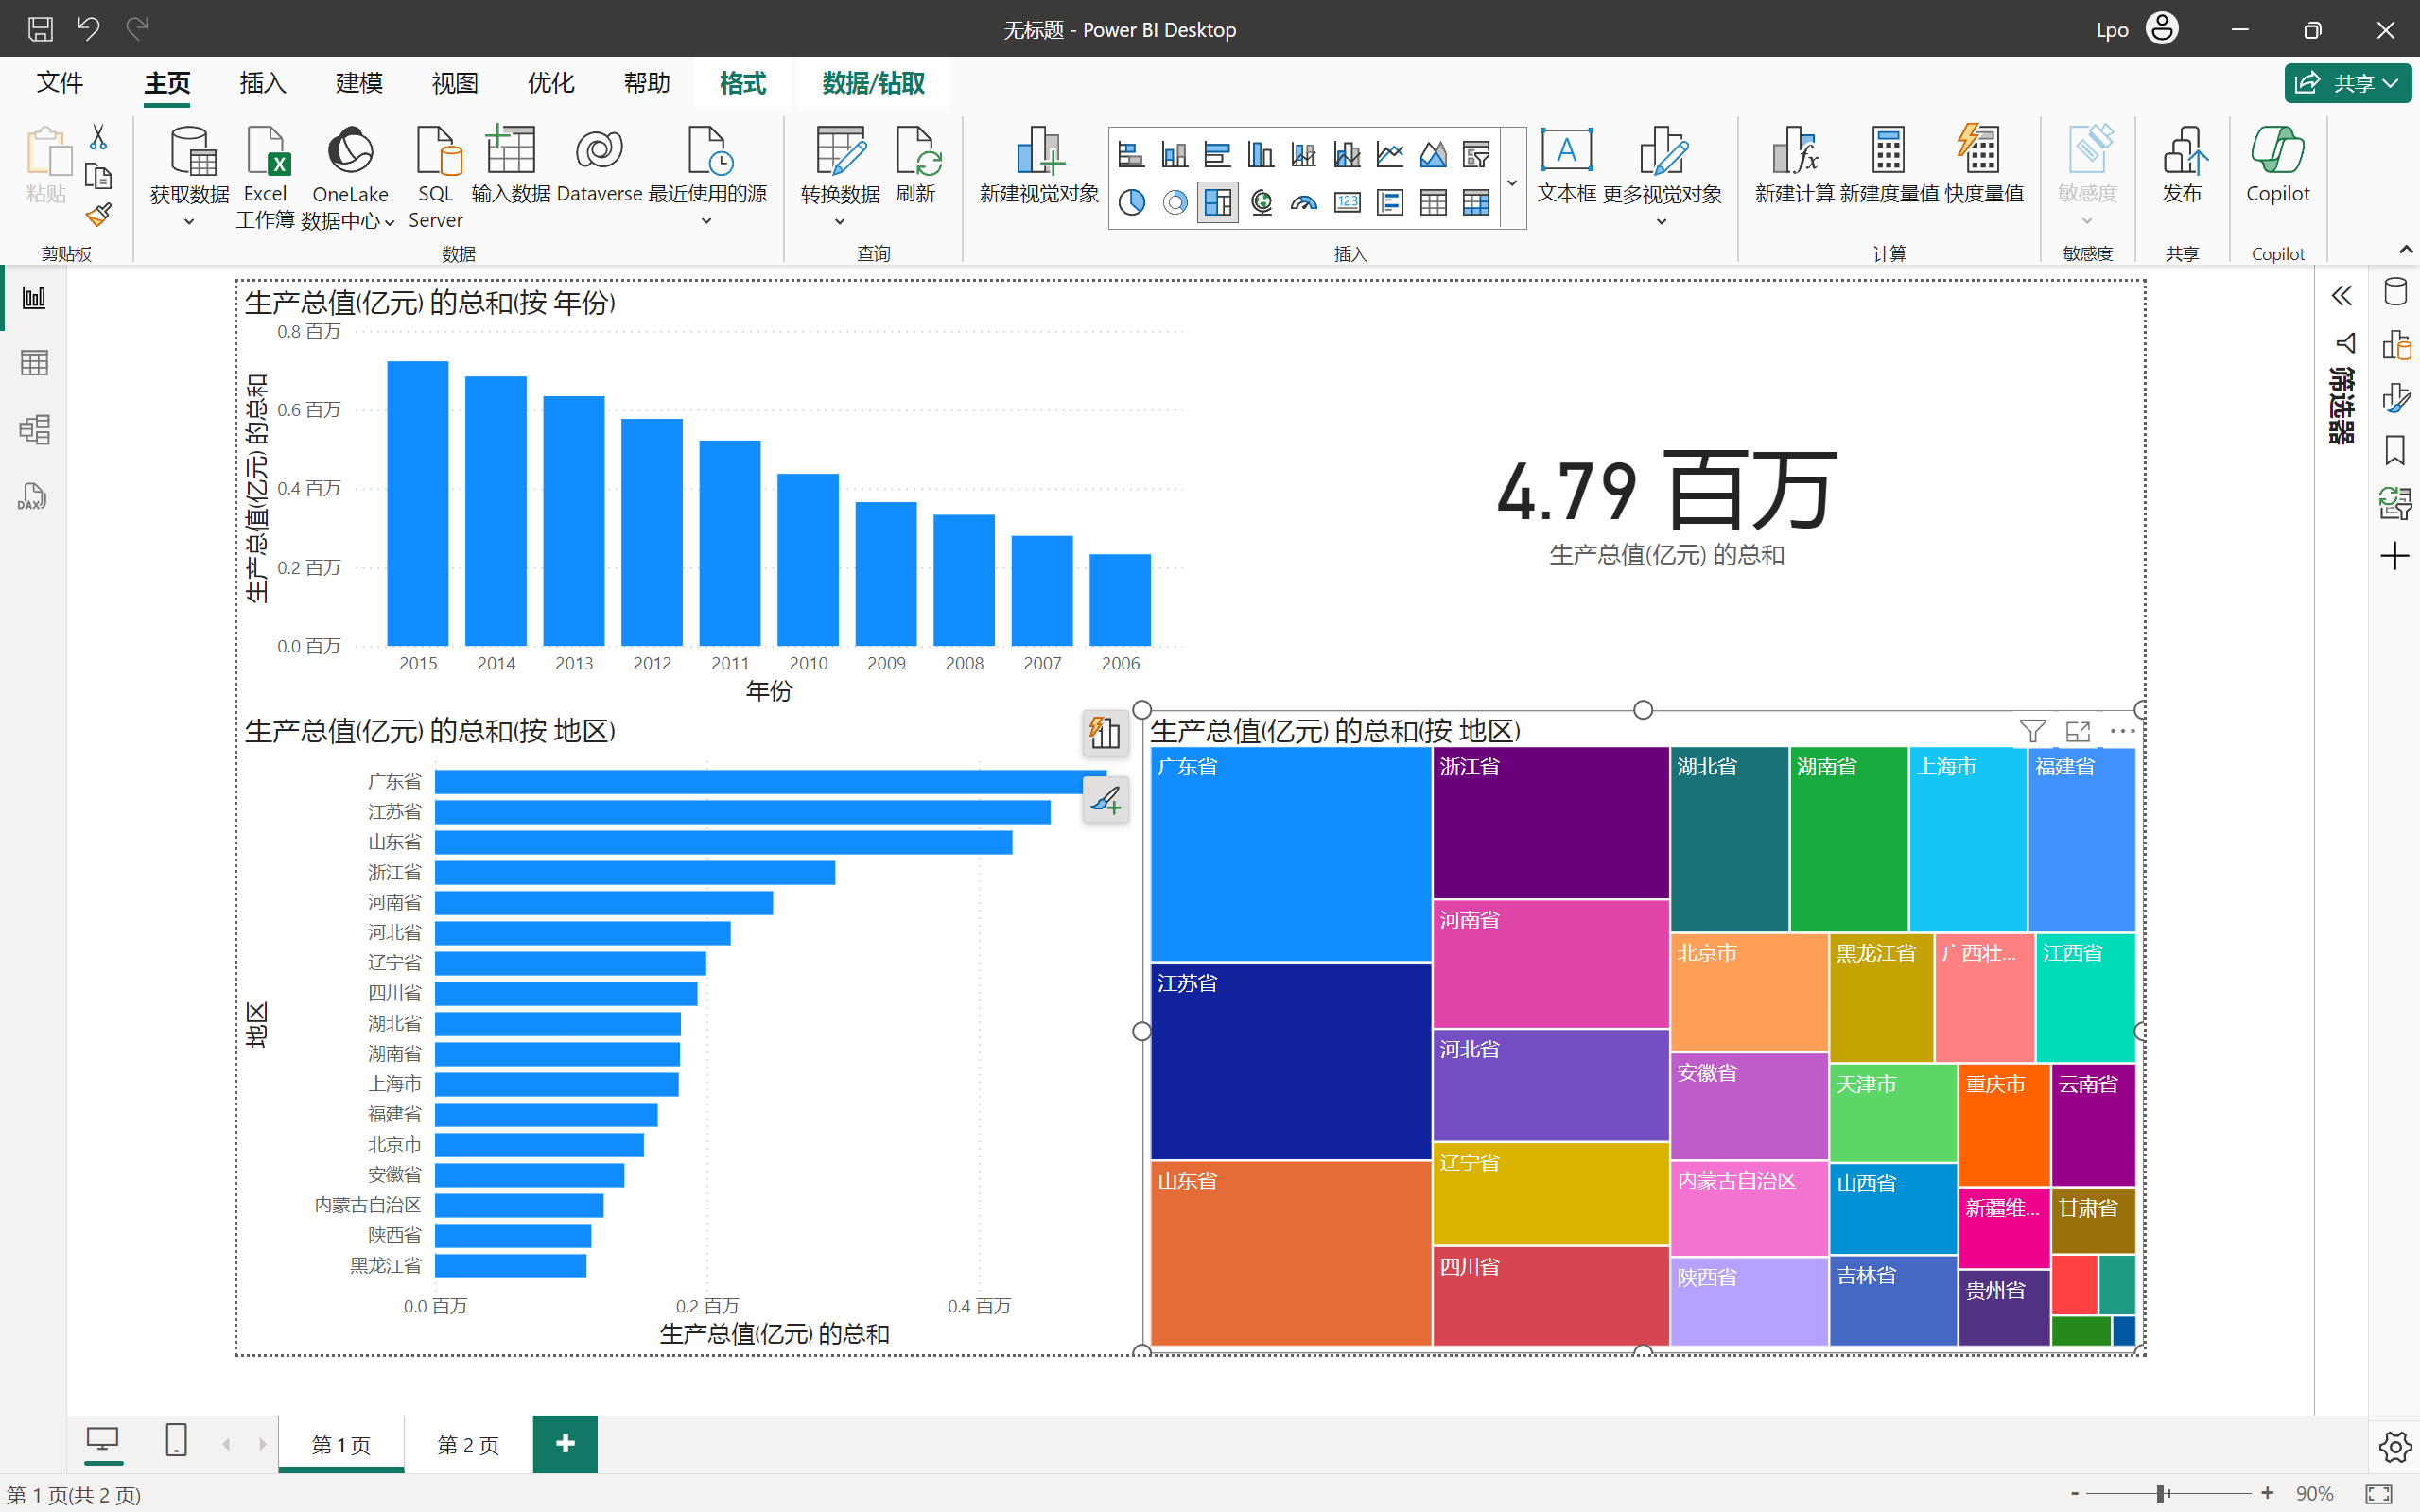 无标题 - Power BI Desktop
Lpo
文件 主页 插入 建模 视图 优化 帮助 格式 数据/钻取
共享
粘贴
获取数据
Excel
工作簿
OneLake
数据中心
SQL
Server
输入数据
Dataverse
最近使用的源
转换数据
刷新
新建视觉对象
123
A
文本框
更多视觉对象
新建计算
新建度量值
快度量值
敏感度
发布
Copilot
剪贴板
数据
查询
插入
计算
敏感度
共享
Copilot
DAX
筛选器
生产总值(亿元) 的总和(按 年份)
生产总值(亿元) 的总和
0.8 百万
0.6 百万
0.4 百万
0.2 百万
0.0 百万
2015 2014 2013 2012 2011 2010 2009 2008 2007 2006
年份
4.79 百万
生产总值(亿元) 的总和
生产总值(亿元) 的总和(按 地区)
地区
广东省
江苏省
山东省
浙江省
河南省
河北省
辽宁省
四川省
湖北省
湖南省
上海市
福建省
北京市
安徽省
内蒙古自治区
陕西省
黑龙江省
0.0 百万 0.2 百万 0.4 百万
生产总值(亿元) 的总和
生产总值(亿元) 的总和(按 地区)
广东省
江苏省
山东省
浙江省
河南省
河北省
辽宁省
四川省
湖北省
湖南省
上海市
福建省
北京市
安徽省
内蒙古自治区
陕西省
黑龙江省
广西壮...
江西省
天津市
山西省
吉林省
重庆市
云南省
新疆维...
甘肃省
贵州省
第 1 页
第 2 页
第 1 页(共 2 页)
- + 90%